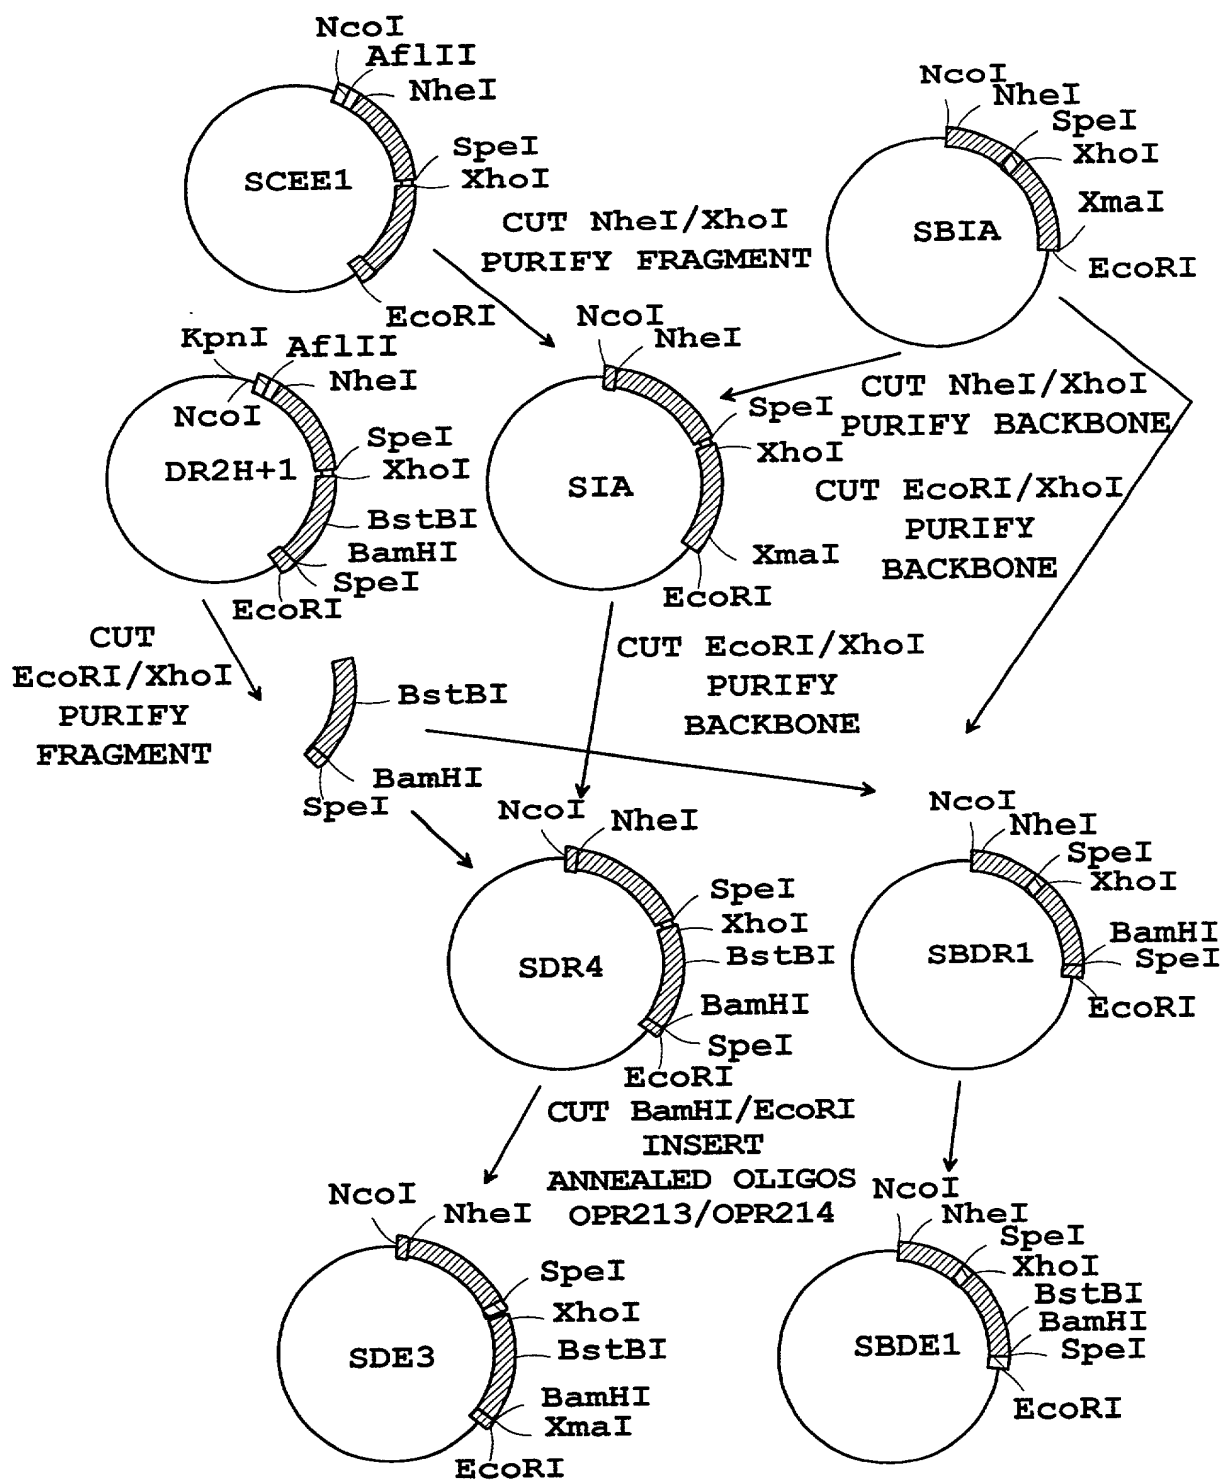 NcoI
AflII
NheI
SpeI
XhoI
SCEE1
EcoRI
NcoI
NheI
SpeI
XhoI
XmaI
SBIA
EcoRI
CUT NheI/XhoI
PURIFY FRAGMENT
KpnI
AflII
NheI
NcoI
SpeI
XhoI
DR2H+1
BstBI
BamHI
SpeI
EcoRI
NcoI
NheI
SpeI
XhoI
SIA
XmaI
EcoRI
CUT NheI/XhoI
PURIFY BACKBONE
CUT EcoRI/XhoI
PURIFY
BACKBONE
CUT
EcoRI/XhoI
PURIFY
FRAGMENT
BstBI
BamHI
SpeI
CUT EcoRI/XhoI
PURIFY
BACKBONE
NcoI
NheI
SpeI
XhoI
BstBI
SDR4
BamHI
SpeI
EcoRI
NcoI
NheI
SpeI
XhoI
BamHI
SpeI
SBDR1
EcoRI
CUT BamHI/EcoRI
INSERT
ANNEALED OLIGOS
OPR213/OPR214
NcoI
NheI
SpeI
XhoI
BstBI
SDE3
BamHI
XmaI
EcoRI
NcoI
NheI
SpeI
XhoI
BstBI
BamHI
SpeI
SBDE1
EcoRI